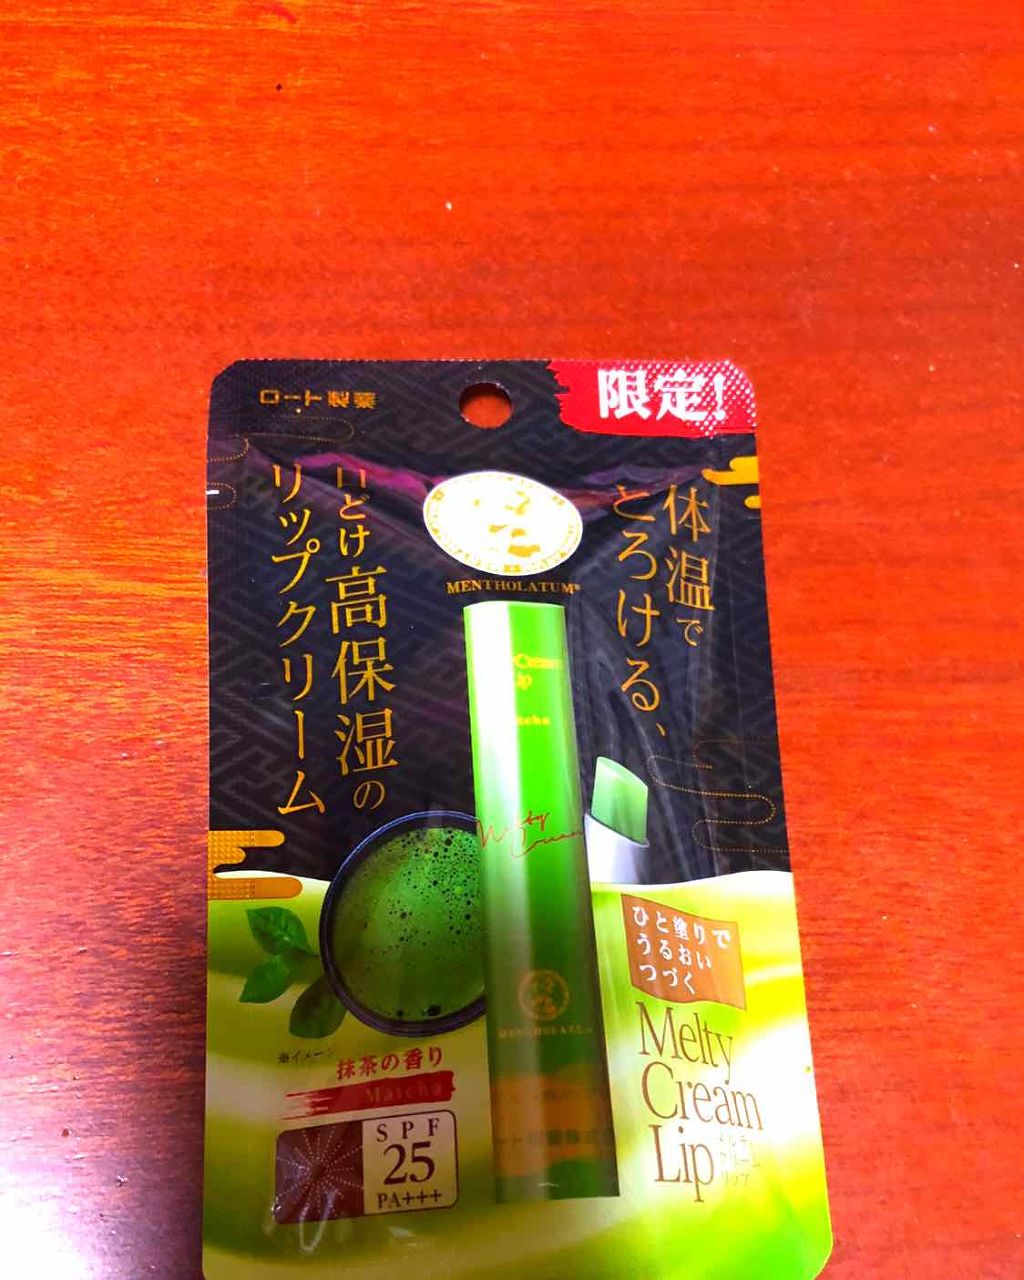 ロート製薬
限定!
体温で
とろける、
口どけ高保湿の
リップクリーム
MENTHOLATUM®
Melty
Cream
ひと塗りで
うるおい
つづく
Melty
Cream
Lip
メルティ
クリーム
リップ
※イメージ
抹茶の香り
Matcha
SPF
25
PA+++